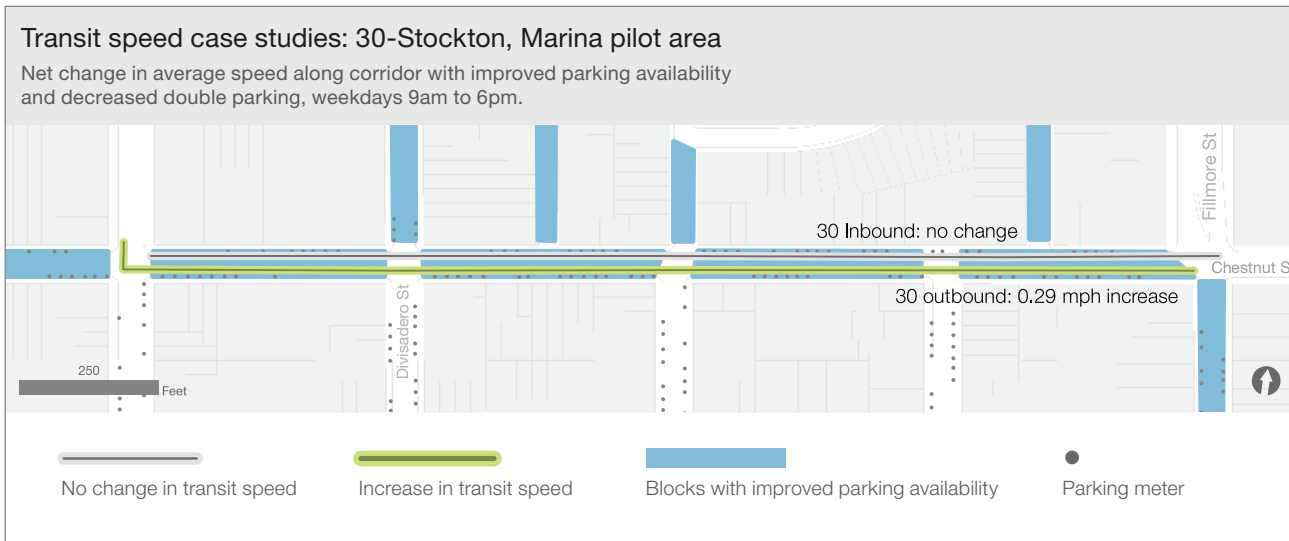 Transit speed case studies: 30-Stockton, Marina pilot area
Net change in average speed along corridor with improved parking availability
and decreased double parking, weekdays 9am to 6pm.
Fillmore St
30 Inbound: no change
Chestnut S
30 outbound: 0.29 mph increase
Divisadero St
250
Feet
No change in transit speed
Increase in transit speed
Blocks with improved parking availability
Parking meter